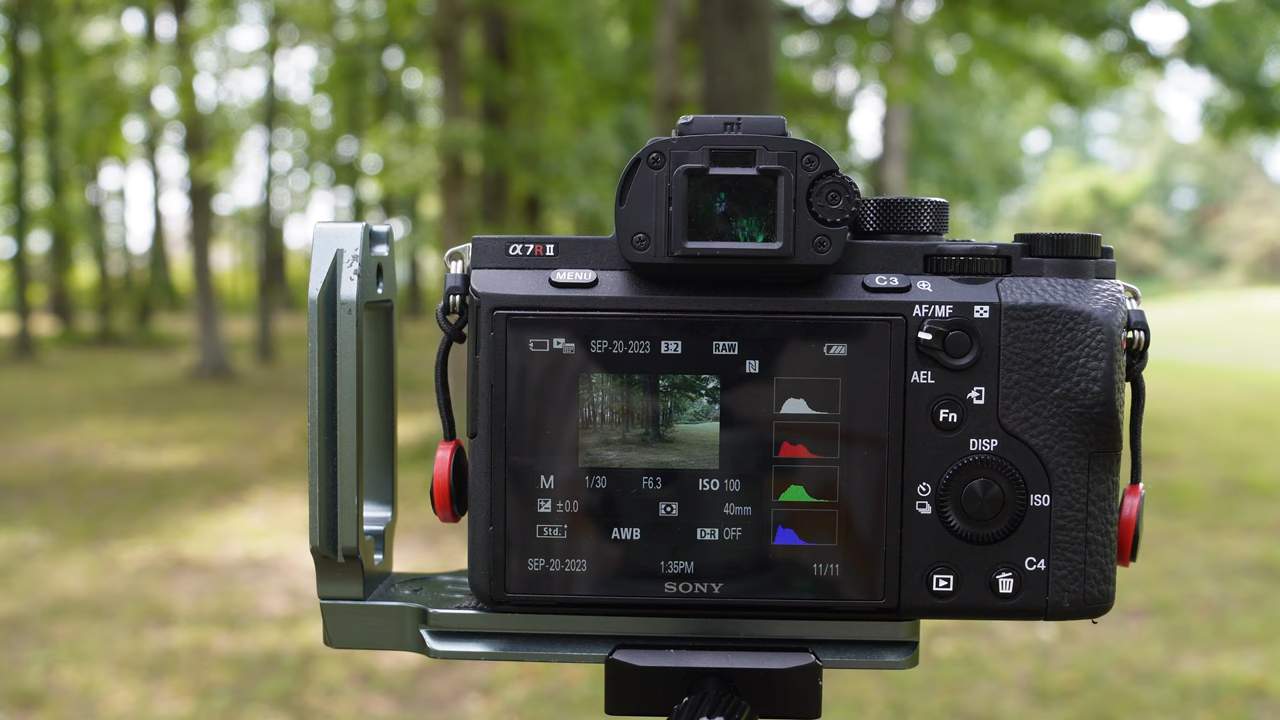 α7RII
MENU
C3
AF/MF
AEL
Fn
DISP
ISO
C4
SEP-20-2023 3:2 RAW
N
M 1/30 F6.3 ISO 100
±0.0 40mm
Std. AWB D-R OFF
SEP-20-2023 1:35PM 11/11
SONY